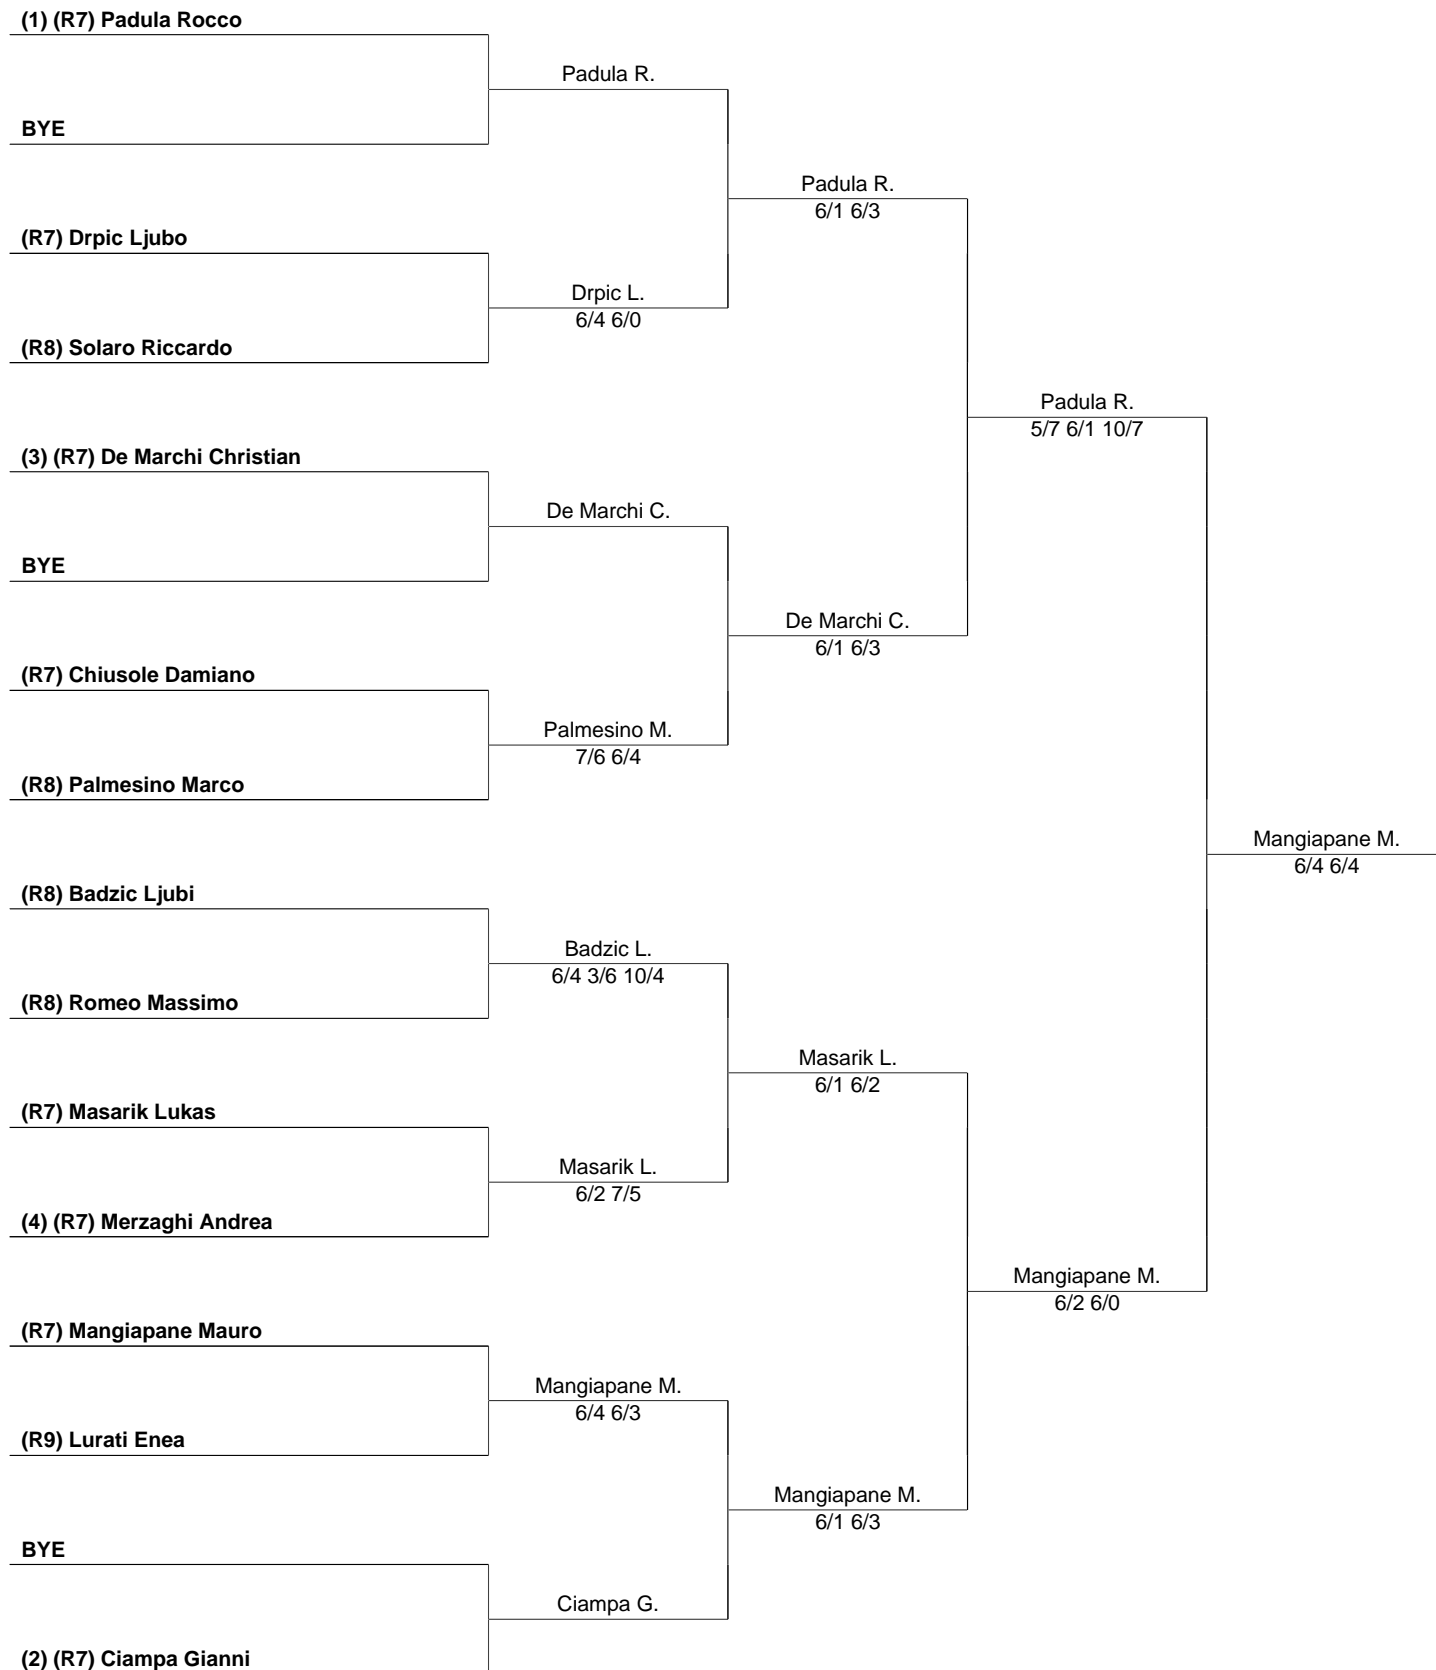 (1) (R7) Padula Rocco
Padula R.
BYE
Padula R.
6/1 6/3
(R7) Drpic Ljubo
Drpic L.
6/4 6/0
(R8) Solaro Riccardo
Padula R.
5/7 6/1 10/7
(3) (R7) De Marchi Christian
De Marchi C.
BYE
De Marchi C.
6/1 6/3
(R7) Chiusole Damiano
Palmesino M.
7/6 6/4
(R8) Palmesino Marco
Mangiapane M.
6/4 6/4
(R8) Badzic Ljubi
Badzic L.
6/4 3/6 10/4
(R8) Romeo Massimo
Masarik L.
6/1 6/2
(R7) Masarik Lukas
Masarik L.
6/2 7/5
(4) (R7) Merzaghi Andrea
Mangiapane M.
6/2 6/0
(R7) Mangiapane Mauro
Mangiapane M.
6/4 6/3
(R9) Lurati Enea
Mangiapane M.
6/1 6/3
BYE
Ciampa G.
(2) (R7) Ciampa Gianni